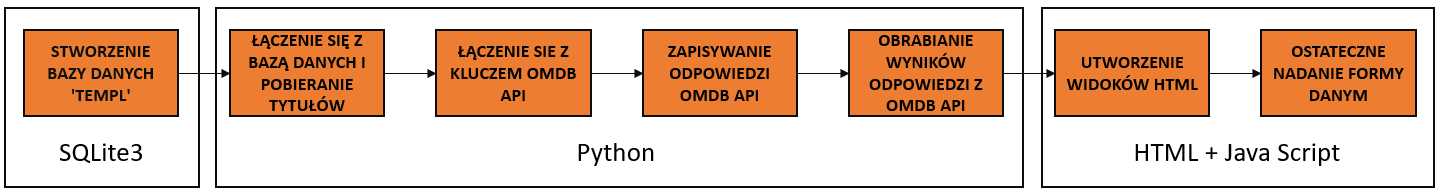 STWORZENIE
BAZY DANYCH
'TEMPL'
ŁĄCZENIE SIĘ Z
BAZĄ DANYCH I
POBIERANIE
TYTUŁÓW
ŁĄCZENIE SIE Z
KLUCZEM OMDB
API
ZAPISYWANIE
ODPOWIEDZI
OMDB API
OBRABIANIE
WYNIKÓW
ODPOWIEDZI Z
OMDB API
UTWORZENIE
WIDOKÓW HTML
OSTATECZNE
NADANIE FORMY
DANYM
SQLite3
Python
HTML + Java Script